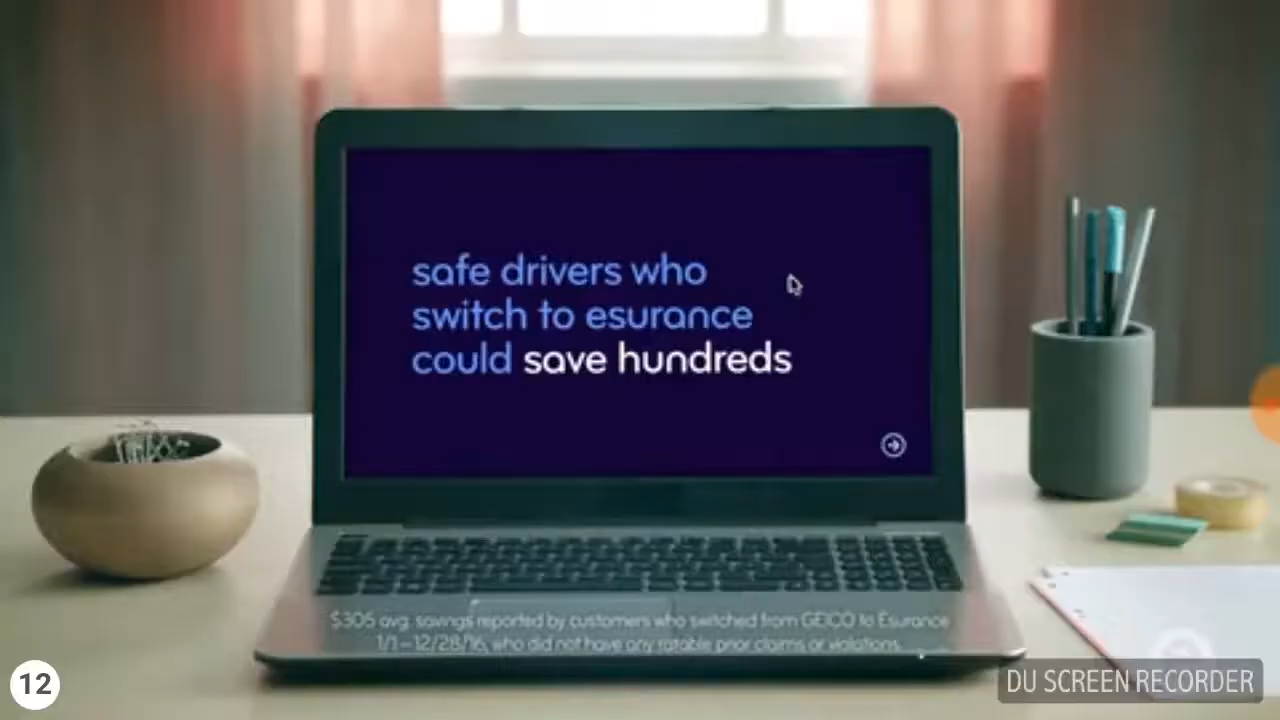 safe drivers who
switch to esurance
could save hundreds
$305 avg. savings reported by customers who switched from GEICO to Esurance
1/1–12/28/16, who did not have any ratable prior claims or violations.
12
DU SCREEN RECORDER